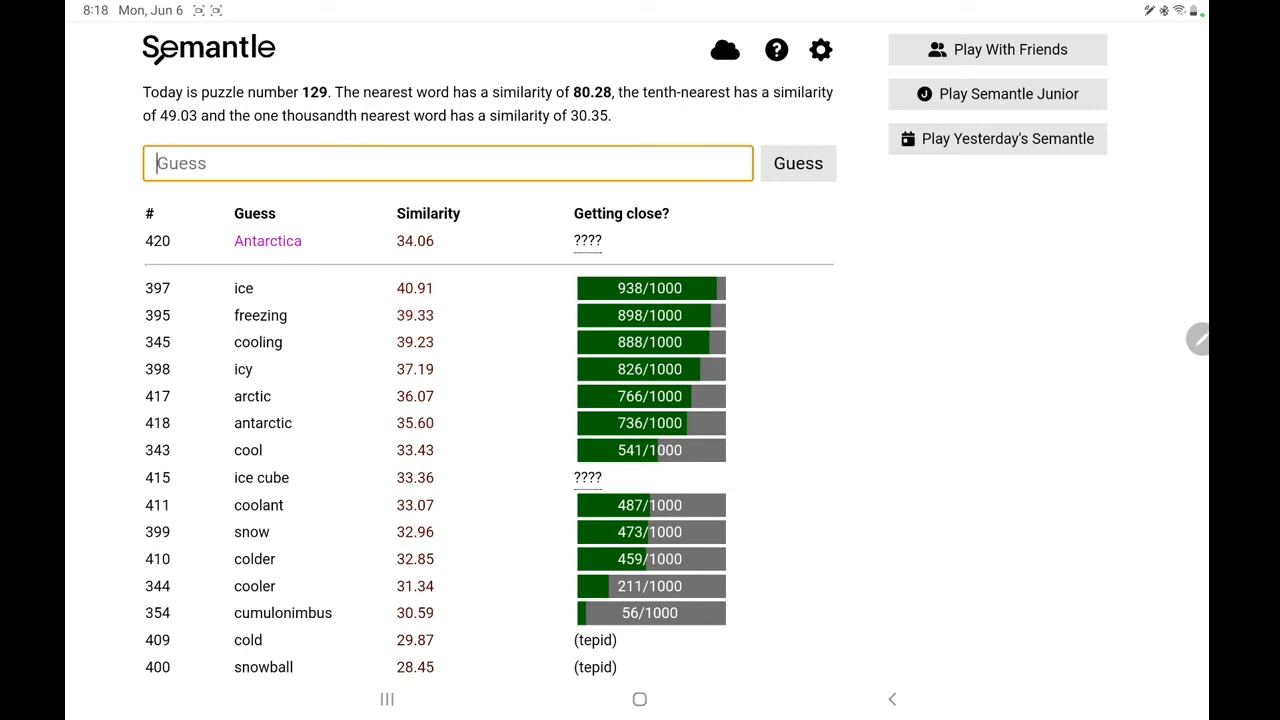 8:18 Mon, Jun 6
Semantle
Play With Friends
Today is puzzle number 129. The nearest word has a similarity of 80.28, the tenth-nearest has a similarity
of 49.03 and the one thousandth nearest word has a similarity of 30.35.
J Play Semantle Junior
Play Yesterday's Semantle
Guess Guess
# Guess Similarity Getting close?
420 Antarctica 34.06 ????
397 ice 40.91 938/1000
395 freezing 39.33 898/1000
345 cooling 39.23 888/1000
398 icy 37.19 826/1000
417 arctic 36.07 766/1000
418 antarctic 35.60 736/1000
343 cool 33.43 541/1000
415 ice cube 33.36 ????
411 coolant 33.07 487/1000
399 snow 32.96 473/1000
410 colder 32.85 459/1000
344 cooler 31.34 211/1000
354 cumulonimbus 30.59 56/1000
409 cold 29.87 (tepid)
400 snowball 28.45 (tepid)